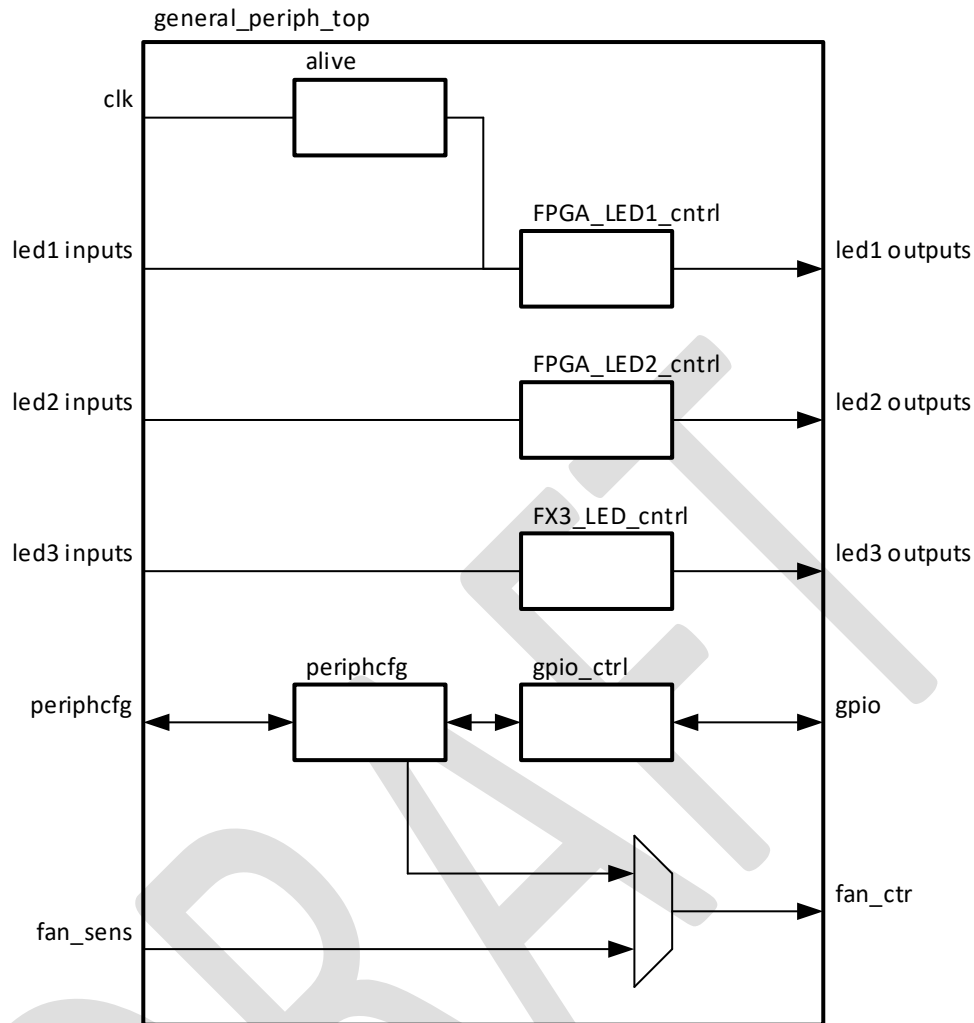 general_periph_top
alive
clk
FPGA_LED1_cntrl
led1 inputs
led1 outputs
FPGA_LED2_cntrl
led2 inputs
led2 outputs
FX3_LED_cntrl
led3 inputs
led3 outputs
periphcfg
gpio_ctrl
periphcfg
gpio
fan_ctr
fan_sens
DRAFT